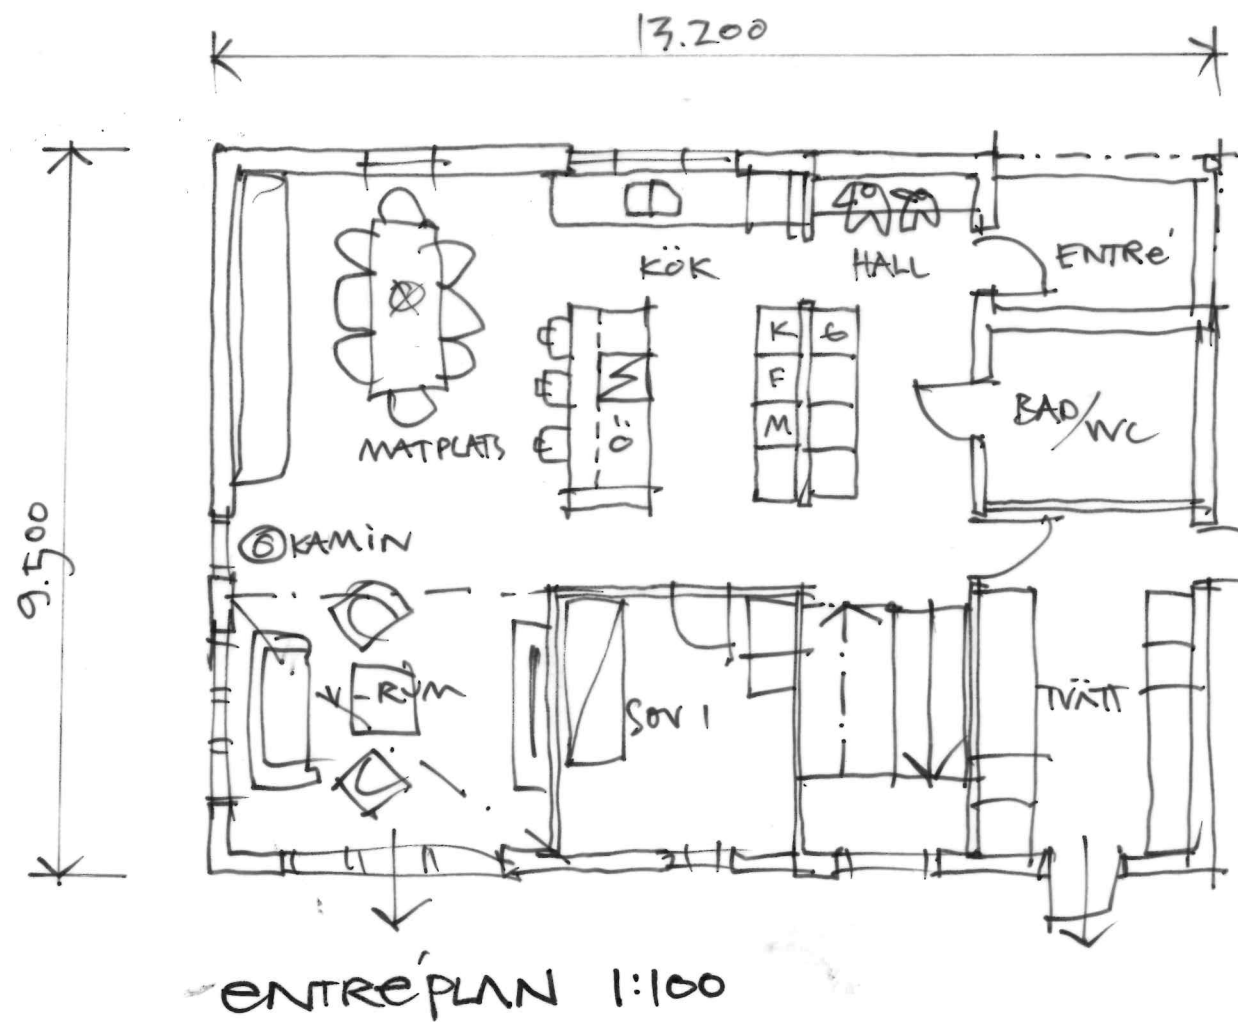 13.200
KÖK
HALL
ENTRÉ
K G
F
M
Ö
BAD/WC
MATPLATS
9.500
KAMIN
V-RUM
SOV 1
TVÄTT
ENTRÉPLAN 1:100